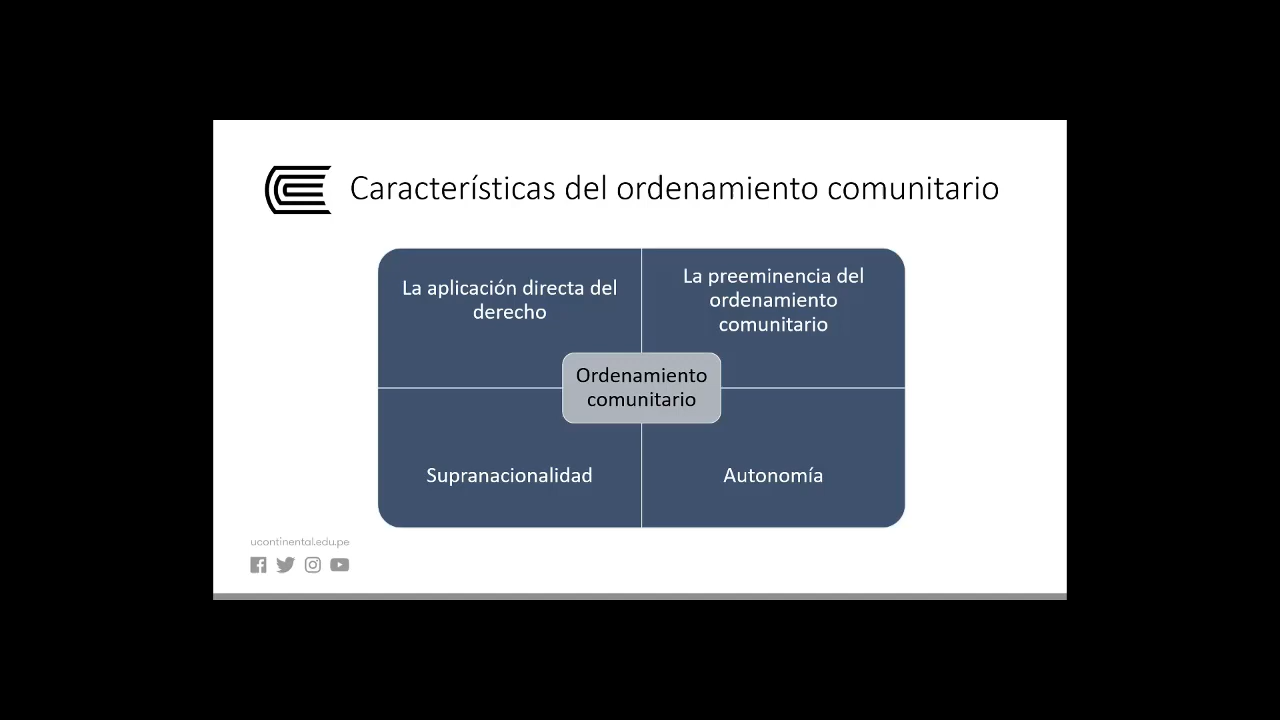 Características del ordenamiento comunitario
La aplicación directa del
derecho
La preeminencia del
ordenamiento
comunitario
Ordenamiento
comunitario
Supranacionalidad
Autonomía
ucontinental.edu.pe